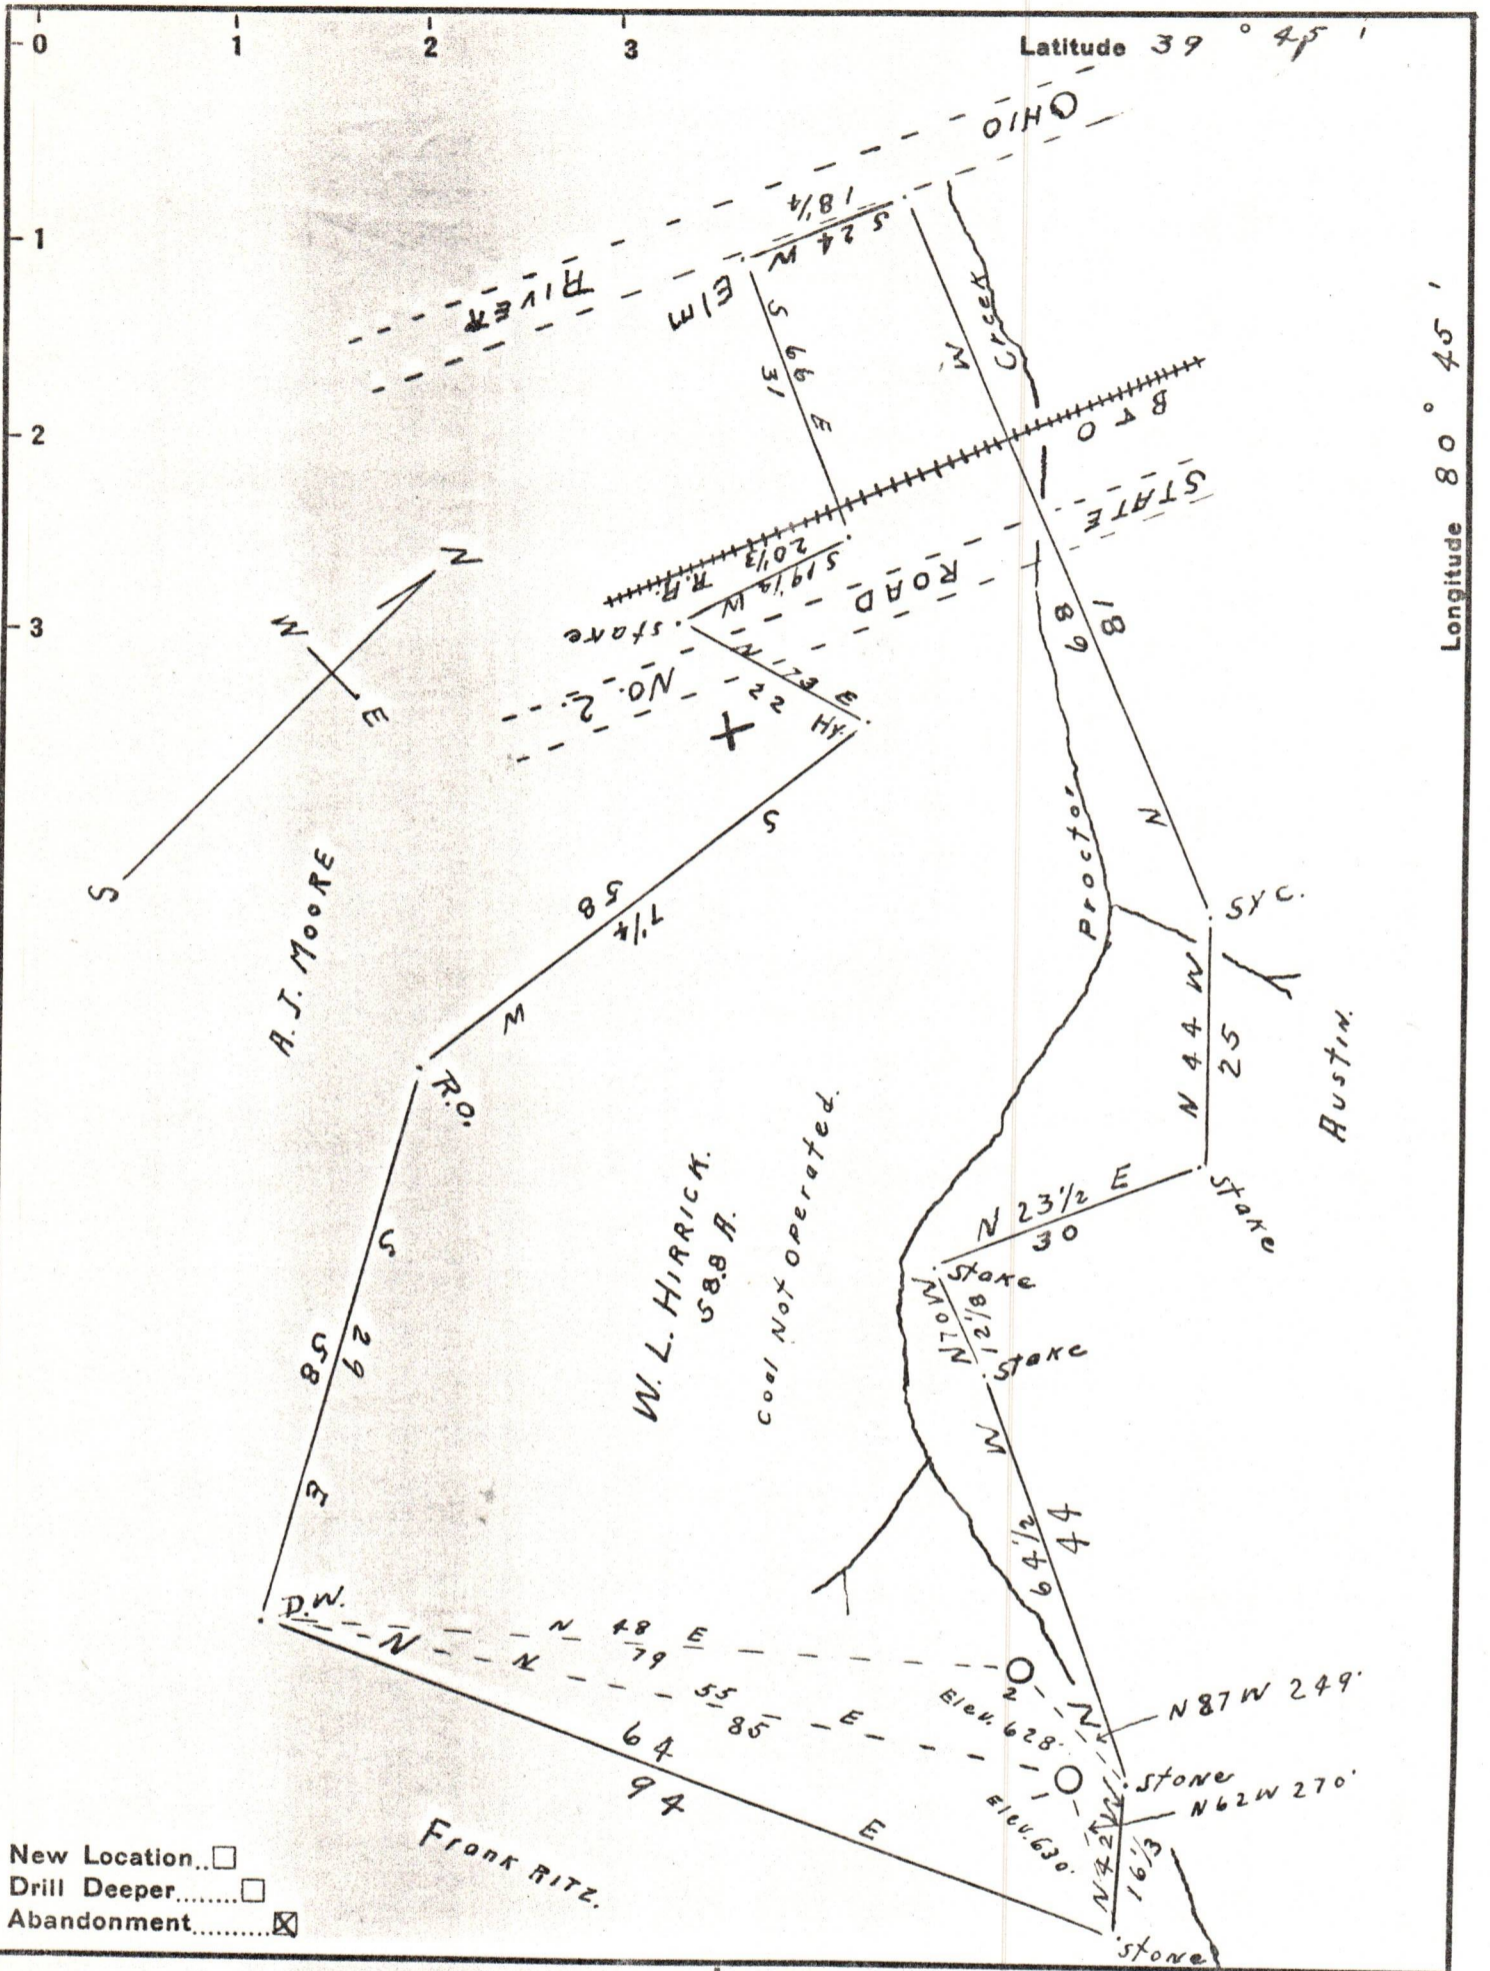 0 1 2 3
Latitude 39 ° 45 '
1
2
3
Longitude 80 ° 45 '
OHIO
RIVER
18 1/4
S 24 W
Elm
S 66 E
31
Creek
W
B & O
R.R.
STATE
ROAD
NO. 2.
20 1/3
S 19 1/4 W
stake
N 73 E
22
X
HY.
N
W
E
S
18
68
N
Proctor
SYC.
S
58
7 1/4
W
A. J. MOORE
N 44 W
25
Austin.
R.O.
stake
N 23 1/2 E
30
stake
N 70 W
12 1/8
stake
W. L. HIRRICK.
58.8 A.
Coal Not Operated.
S
29
58
E
W
64 1/2
44
N
D.W.
N 48 E
79
N 55 E
85
N
64
94
E
2
Elev. 628'
1
Elev. 630'
N 87 W 249'
stone
N 62 W 270'
N 42 W
16 1/3
stone
Frank RITZ.
New Location..☐
Drill Deeper........☐
Abandonment..........☒